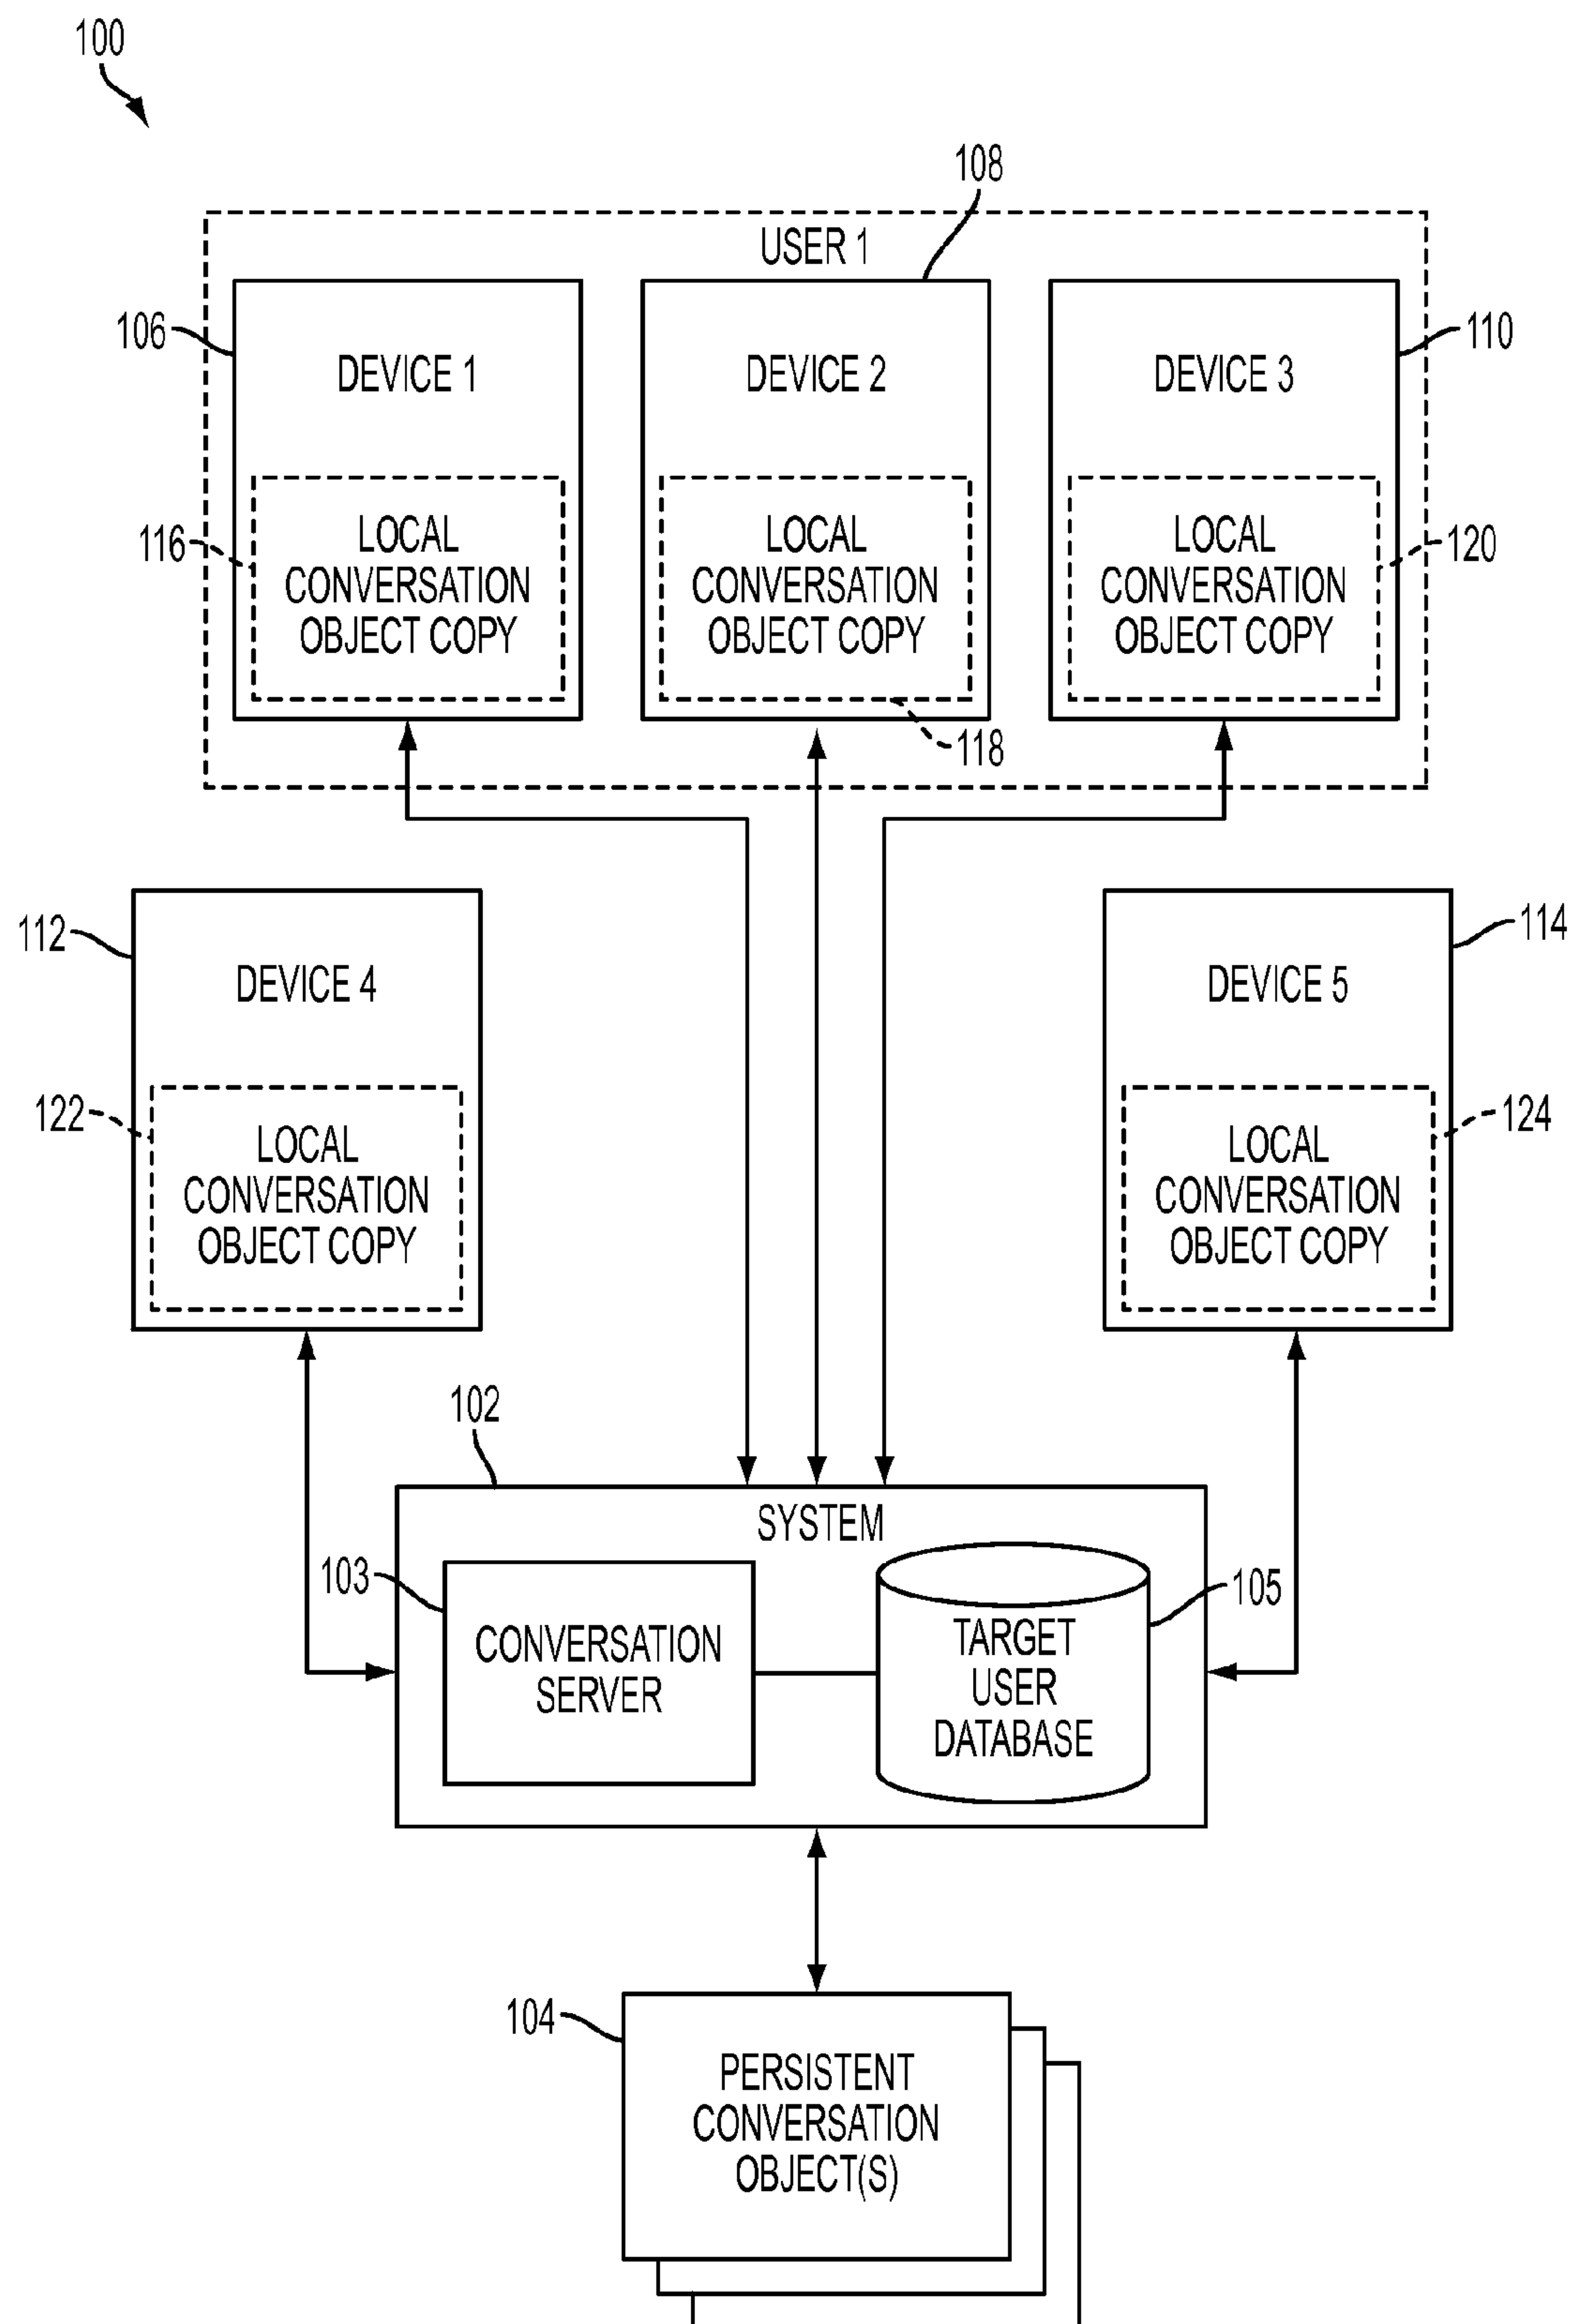 100
108
USER 1
106
DEVICE 1
DEVICE 2
DEVICE 3
110
116
LOCAL
CONVERSATION
OBJECT COPY
LOCAL
CONVERSATION
OBJECT COPY
118
LOCAL
CONVERSATION
OBJECT COPY
120
112
DEVICE 4
122
LOCAL
CONVERSATION
OBJECT COPY
114
DEVICE 5
124
LOCAL
CONVERSATION
OBJECT COPY
102
SYSTEM
103
CONVERSATION
SERVER
105
TARGET
USER
DATABASE
104
PERSISTENT
CONVERSATION
OBJECT(S)